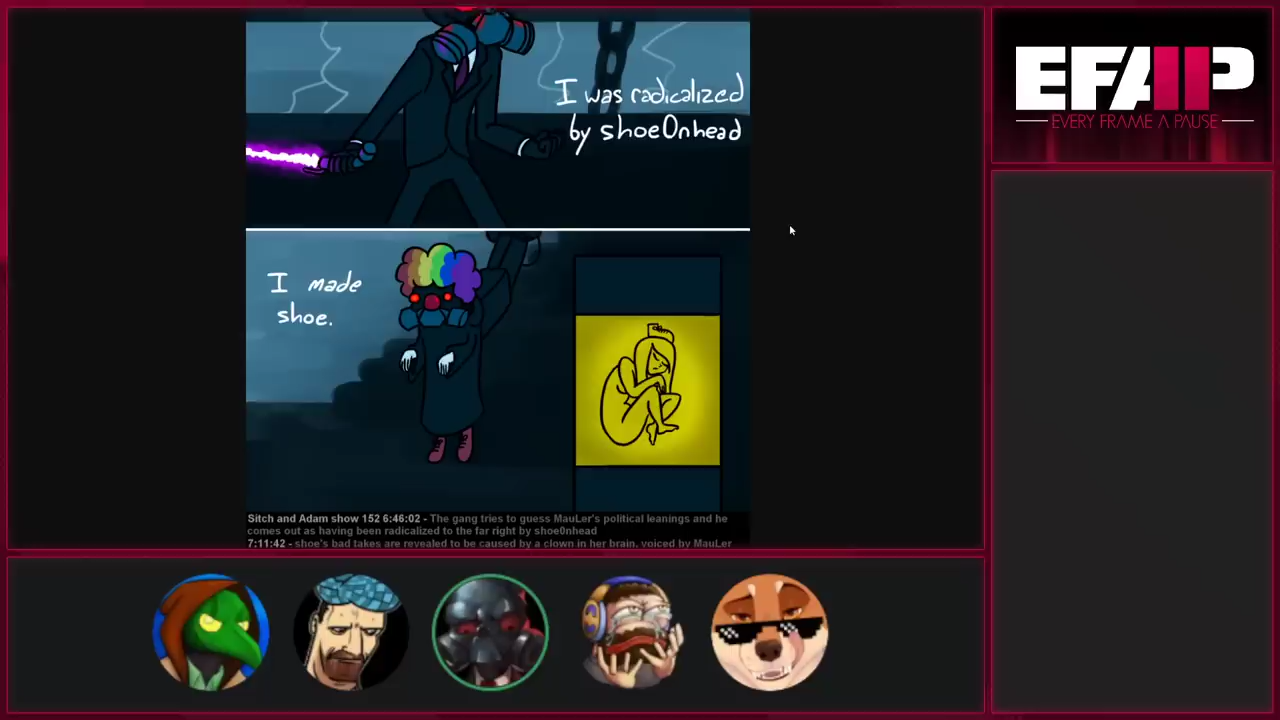 I was radicalized
by shoe0nhead
I made
shoe.
Sitch and Adam show 152 6:46:02 - The gang tries to guess MauLer's political leanings and he
comes out as having been radicalized to the far right by shoe0nhead
7:11:42 - shoe's bad takes are revealed to be caused by a clown in her brain, voiced by MauLer
EFAP
EVERY FRAME A PAUSE